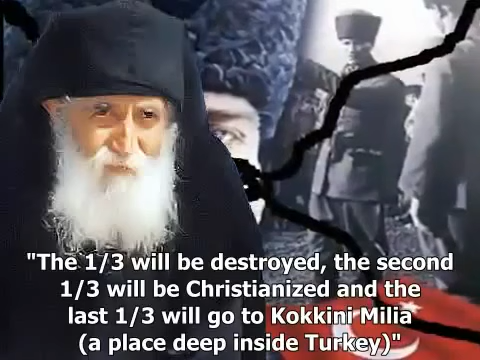 "The 1/3 will be destroyed, the second
1/3 will be Christianized and the
last 1/3 will go to Kokkini Milia
(a place deep inside Turkey)"